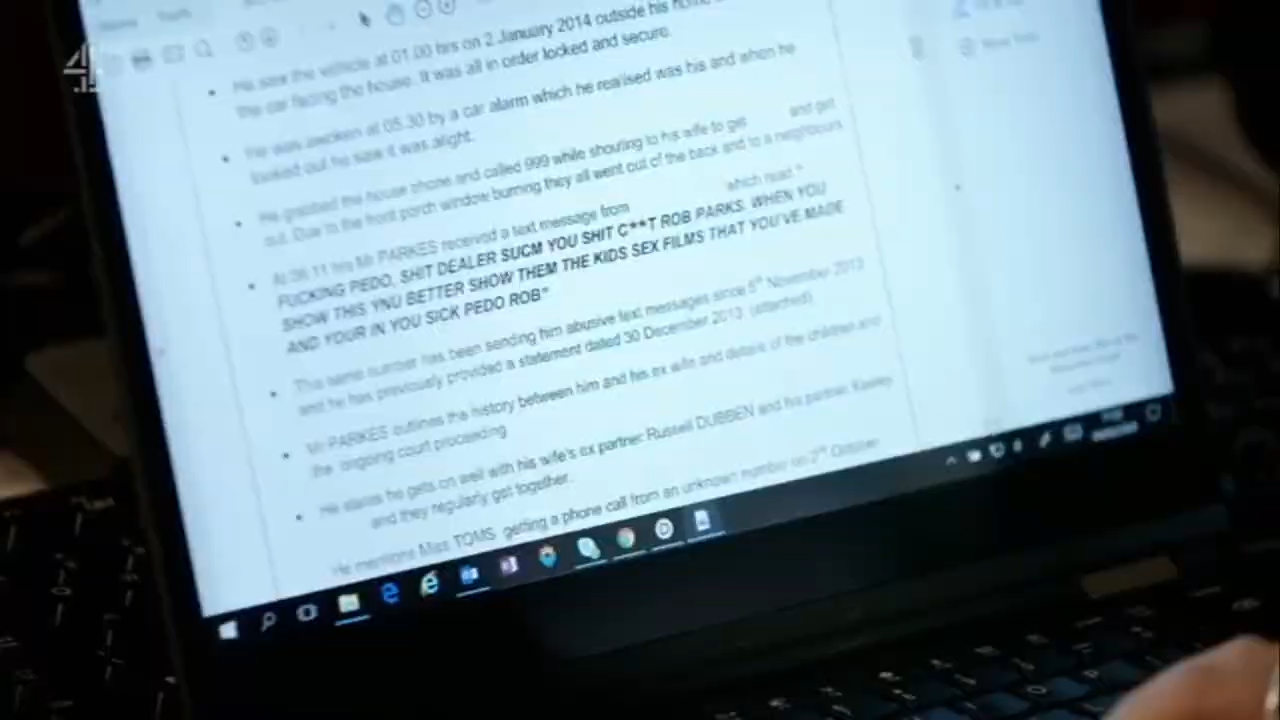 4
He saw the vehicle at 01.00 hrs on 2 January 2014 outside his home
the car facing the house. It was all in order locked and secure.
He was awoken at 05.30 by a car alarm which he realised was his and when he
looked out he saw it was alight.
He grabbed the house phone and called 999 while shouting to his wife to get and get
out. Due to the front porch window burning they all went out of the back and to a neighbours
At 06.11 hrs Mr PARKES received a text message from which read "
FUCKING PEDO, SHIT DEALER SUCM YOU SHIT C**T ROB PARKS. WHEN YOU
SHOW THIS YNU BETTER SHOW THEM THE KIDS SEX FILMS THAT YOU'VE MADE
AND YOUR IN YOU SICK PEDO ROB"
This same number has been sending him abusive text messages since 5th November 2013
and he has previously provided a statement dated 30 December 2013. (attached)
Mr PARKES outlines the history between him and his ex wife and details of the children and
the ongoing court proceeding
He states he gets on well with his wife's ex partner Russell DUBBEN and his partner
and they regularly get together.
He mentions Miss TOMS getting a phone call from an unknown number on 2nd October